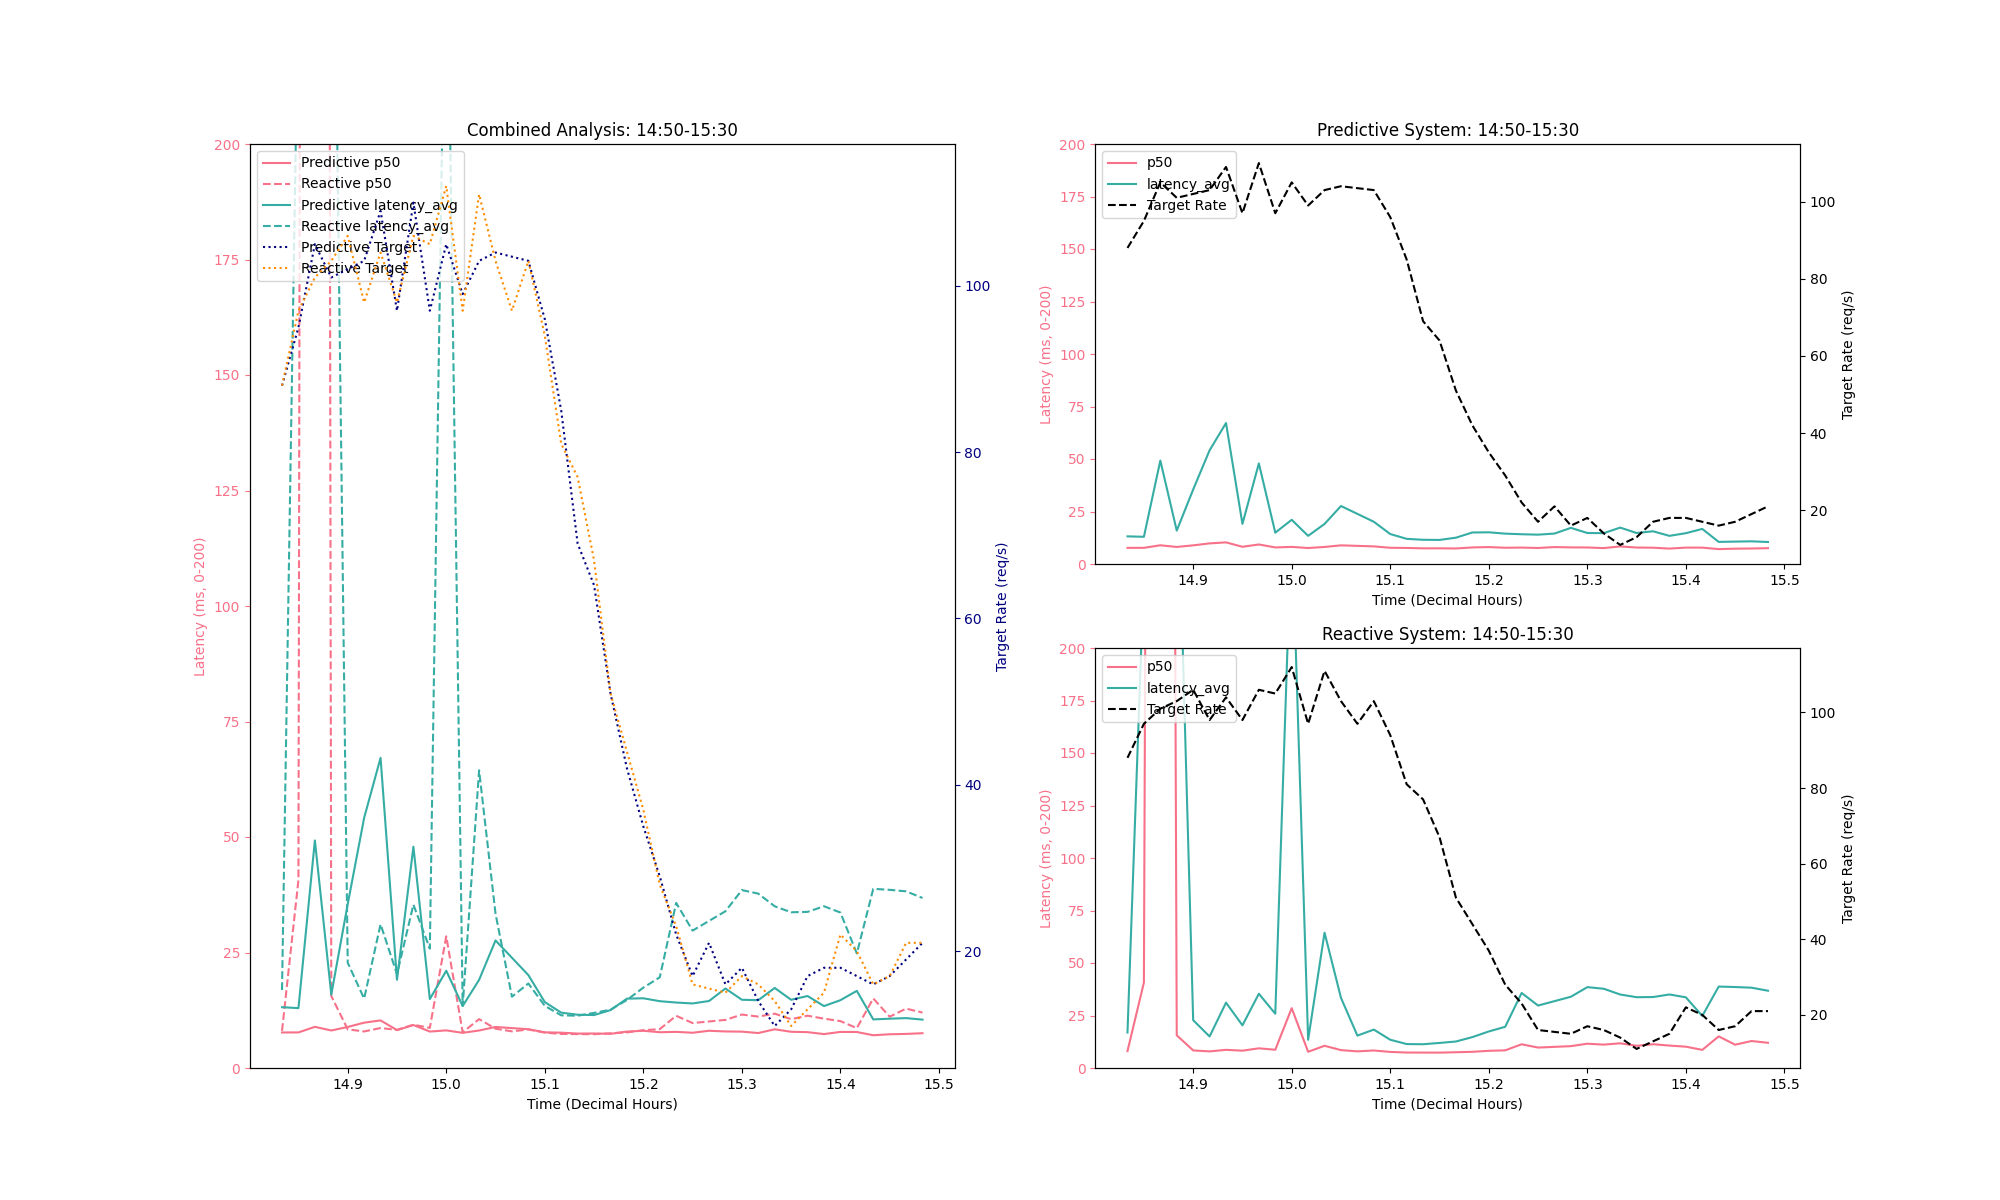 Combined Analysis: 14:50-15:30
200
175
150
125
100
75
50
25
0
Latency (ms, 0-200)
Predictive p50
Reactive p50
Predictive latency_avg
Reactive latency_avg
Predictive Target
Reactive Target
100
80
60
40
20
Target Rate (req/s)
14.9 15.0 15.1 15.2 15.3 15.4 15.5
Time (Decimal Hours)
Predictive System: 14:50-15:30
200
175
150
125
100
75
50
25
0
Latency (ms, 0-200)
p50
latency_avg
Target Rate
100
80
60
40
20
Target Rate (req/s)
14.9 15.0 15.1 15.2 15.3 15.4 15.5
Time (Decimal Hours)
Reactive System: 14:50-15:30
200
175
150
125
100
75
50
25
0
Latency (ms, 0-200)
p50
latency_avg
Target Rate
100
80
60
40
20
Target Rate (req/s)
14.9 15.0 15.1 15.2 15.3 15.4 15.5
Time (Decimal Hours)